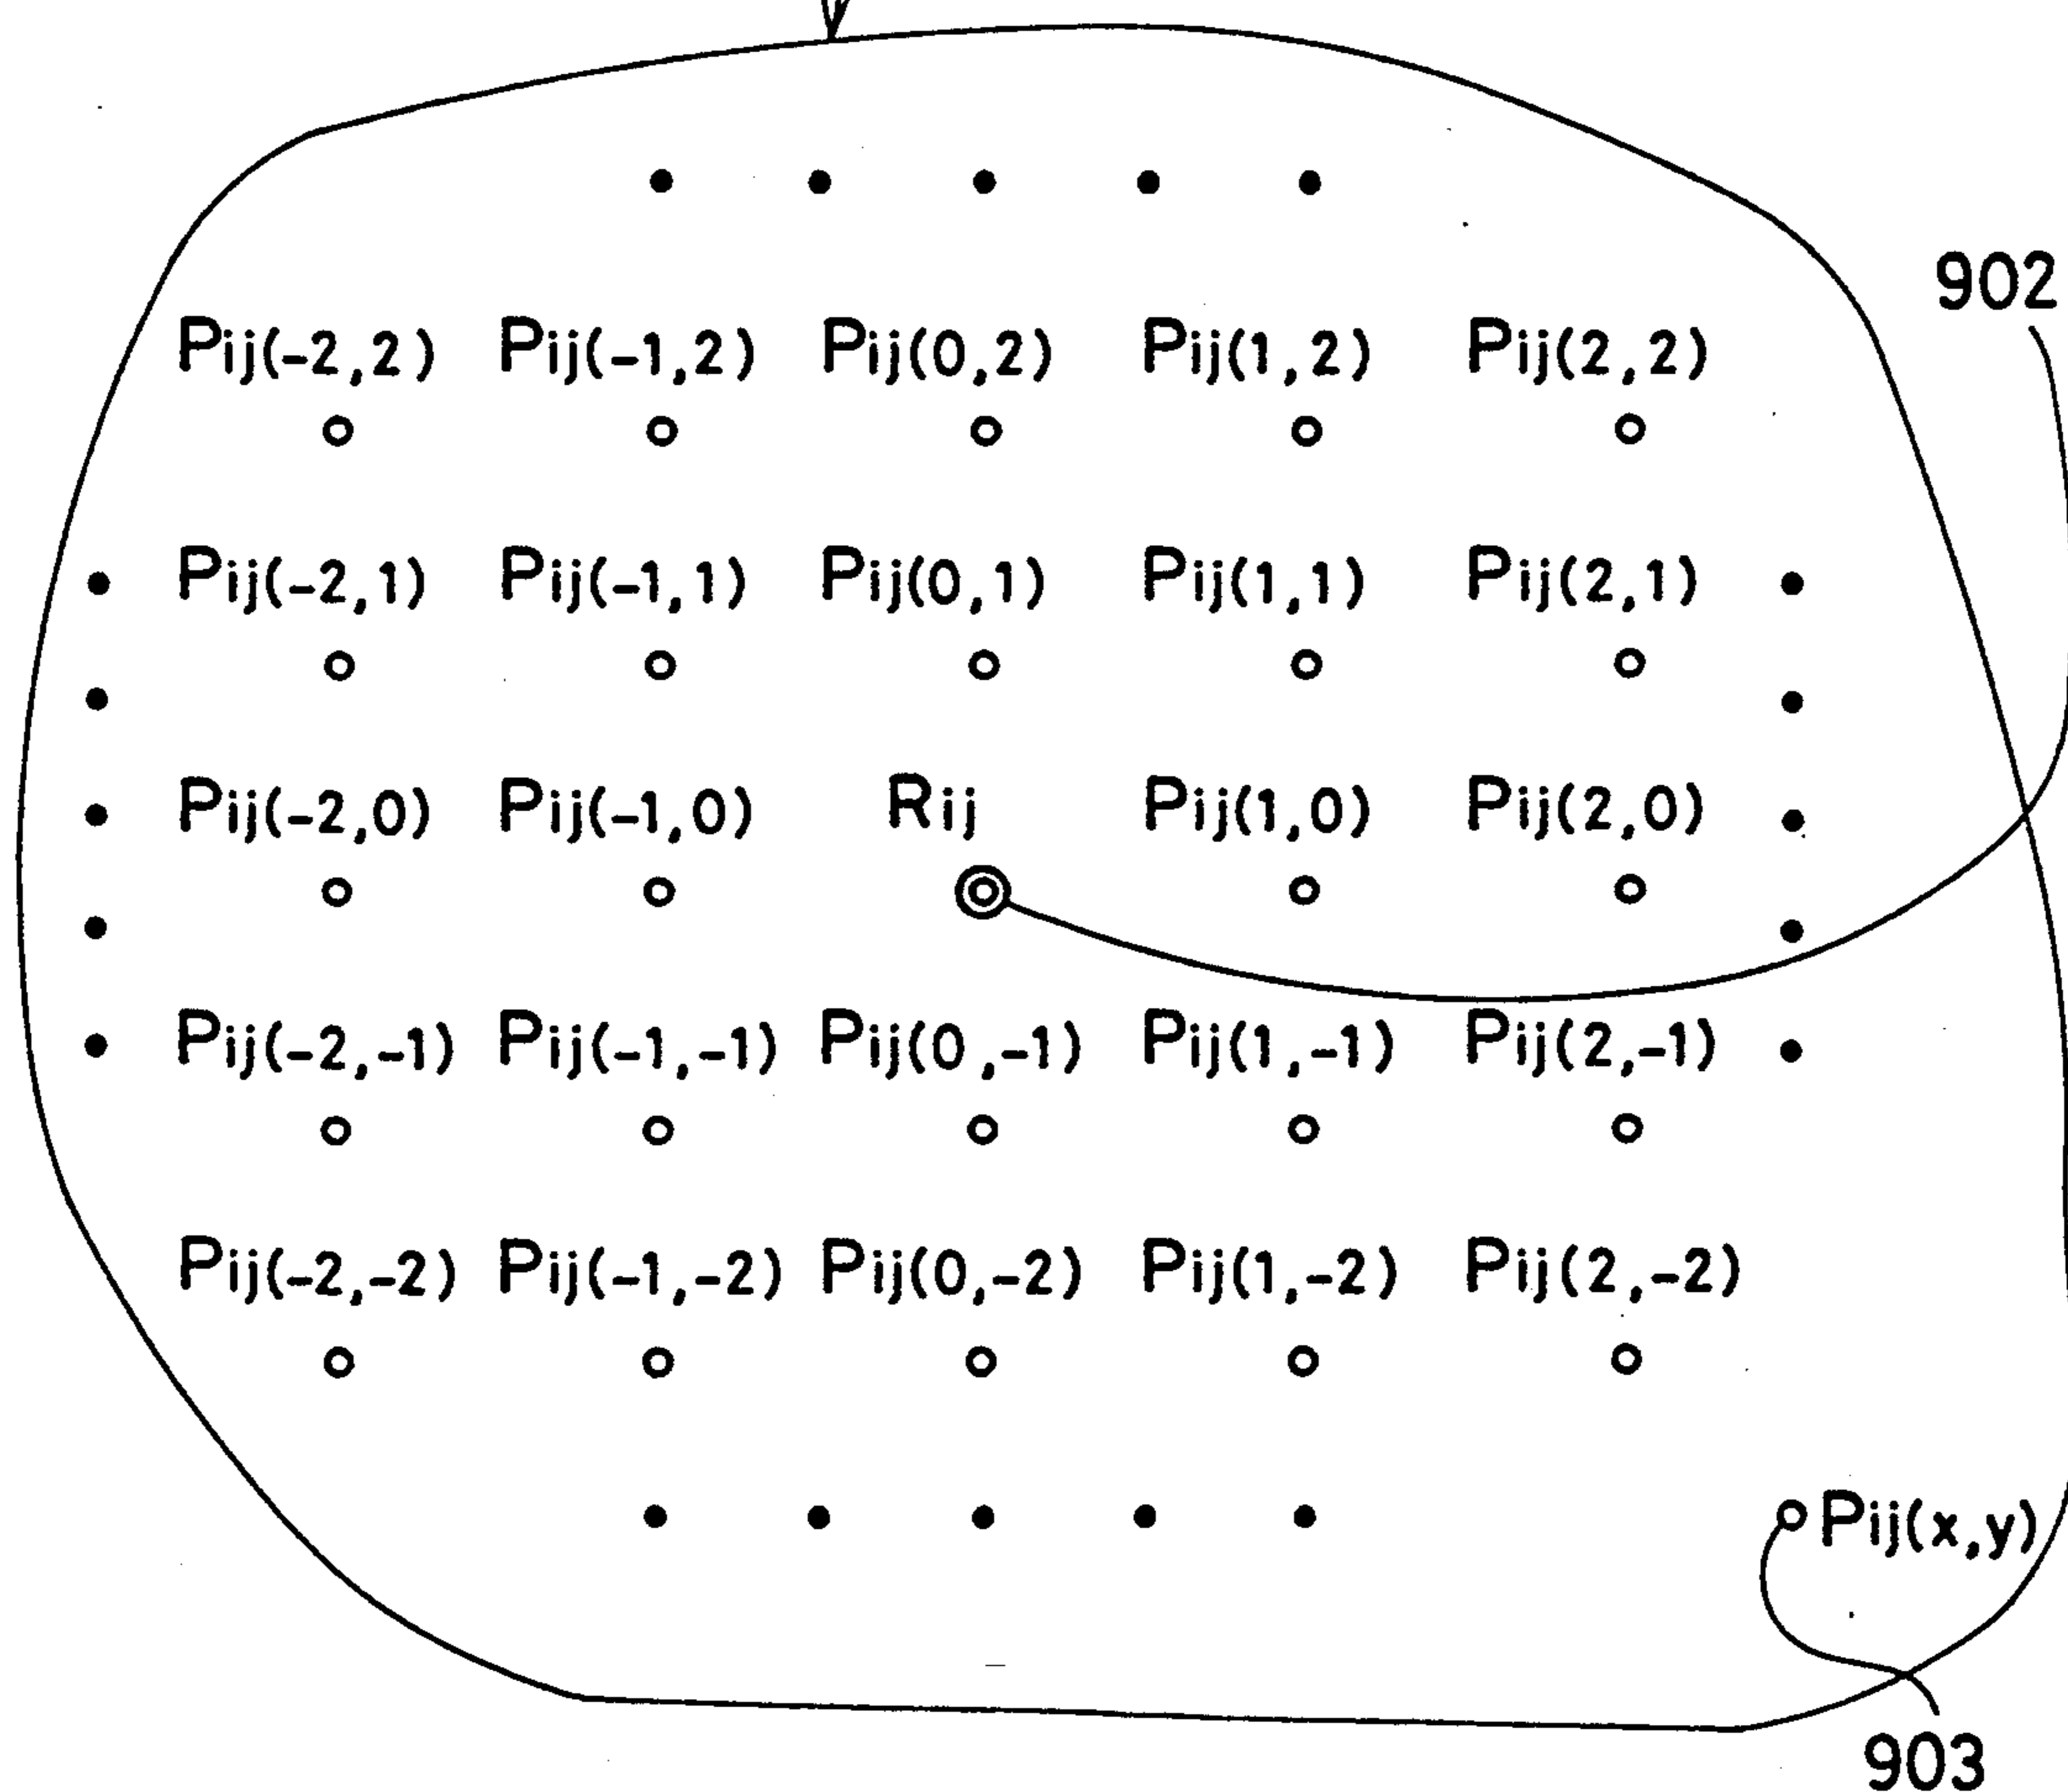 902
Pij(-2,2) Pij(-1,2) Pij(0,2) Pij(1,2) Pij(2,2)
Pij(-2,1) Pij(-1,1) Pij(0,1) Pij(1,1) Pij(2,1)
Pij(-2,0) Pij(-1,0) Rij Pij(1,0) Pij(2,0)
Pij(-2,-1) Pij(-1,-1) Pij(0,-1) Pij(1,-1) Pij(2,-1)
Pij(-2,-2) Pij(-1,-2) Pij(0,-2) Pij(1,-2) Pij(2,-2)
Pij(x,y)
903